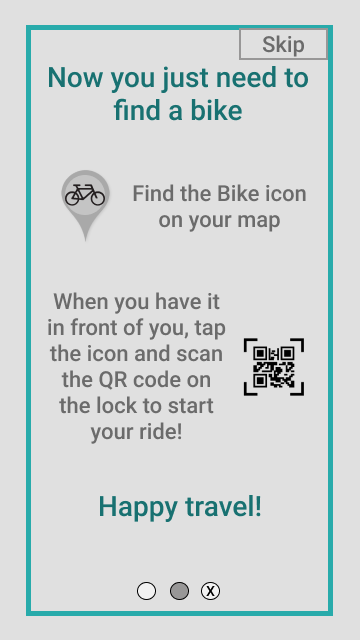 Skip
Now you just need to
find a bike
Find the Bike icon
on your map
When you have it
in front of you, tap
the icon and scan
the QR code on
the lock to start
your ride!
Happy travel!
X